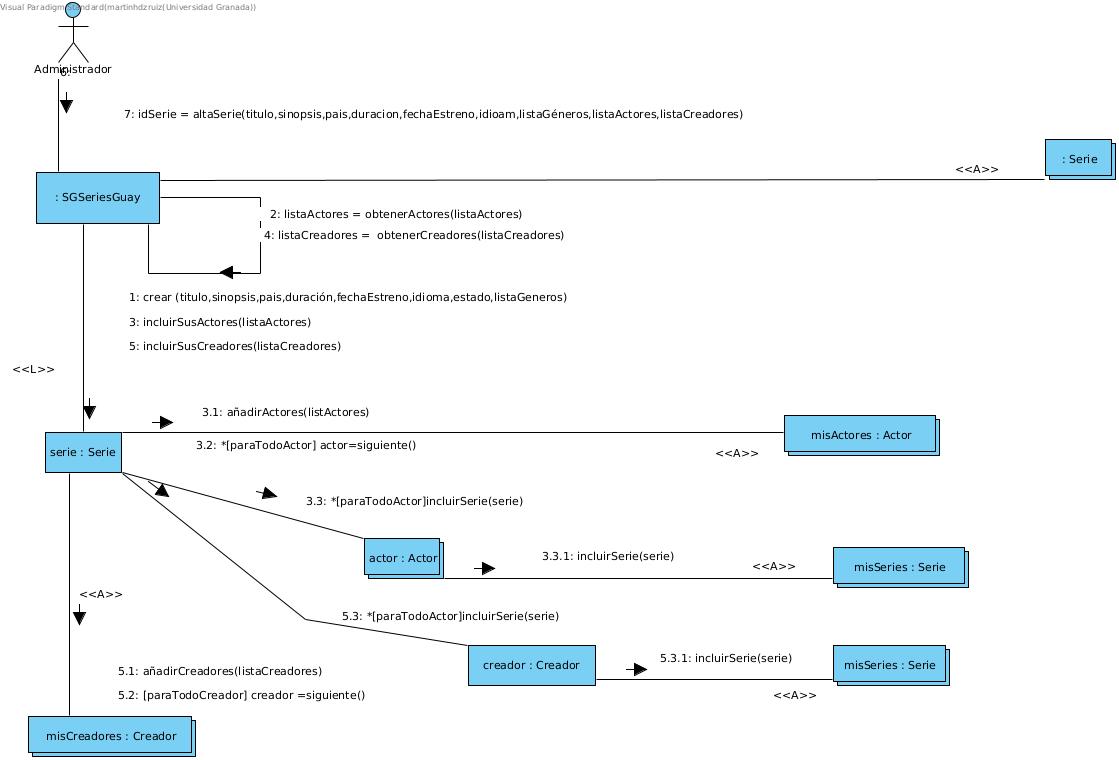 Visual Paradigm Standard(martinhdzruiz(Universidad Granada))
Administrador
6:
7: idSerie = altaSerie(titulo,sinopsis,pais,duracion,fechaEstreno,idioam,listaGéneros,listaActores,listaCreadores)
: Serie
<<A>>
: SGSeriesGuay
2: listaActores = obtenerActores(listaActores)
4: listaCreadores =  obtenerCreadores(listaCreadores)
1: crear (titulo,sinopsis,pais,duración,fechaEstreno,idioma,estado,listaGeneros)
3: incluirSusActores(listaActores)
5: incluirSusCreadores(listaCreadores)
<<L>>
3.1: añadirActores(listActores)
misActores : Actor
serie : Serie
3.2: *[paraTodoActor] actor=siguiente()
<<A>>
3.3: *[paraTodoActor]incluirSerie(serie)
actor : Actor
3.3.1: incluirSerie(serie)
<<A>>
misSeries : Serie
<<A>>
5.3: *[paraTodoActor]incluirSerie(serie)
creador : Creador
5.3.1: incluirSerie(serie)
misSeries : Serie
<<A>>
5.1: añadirCreadores(listaCreadores)
5.2: [paraTodoCreador] creador =siguiente()
misCreadores : Creador